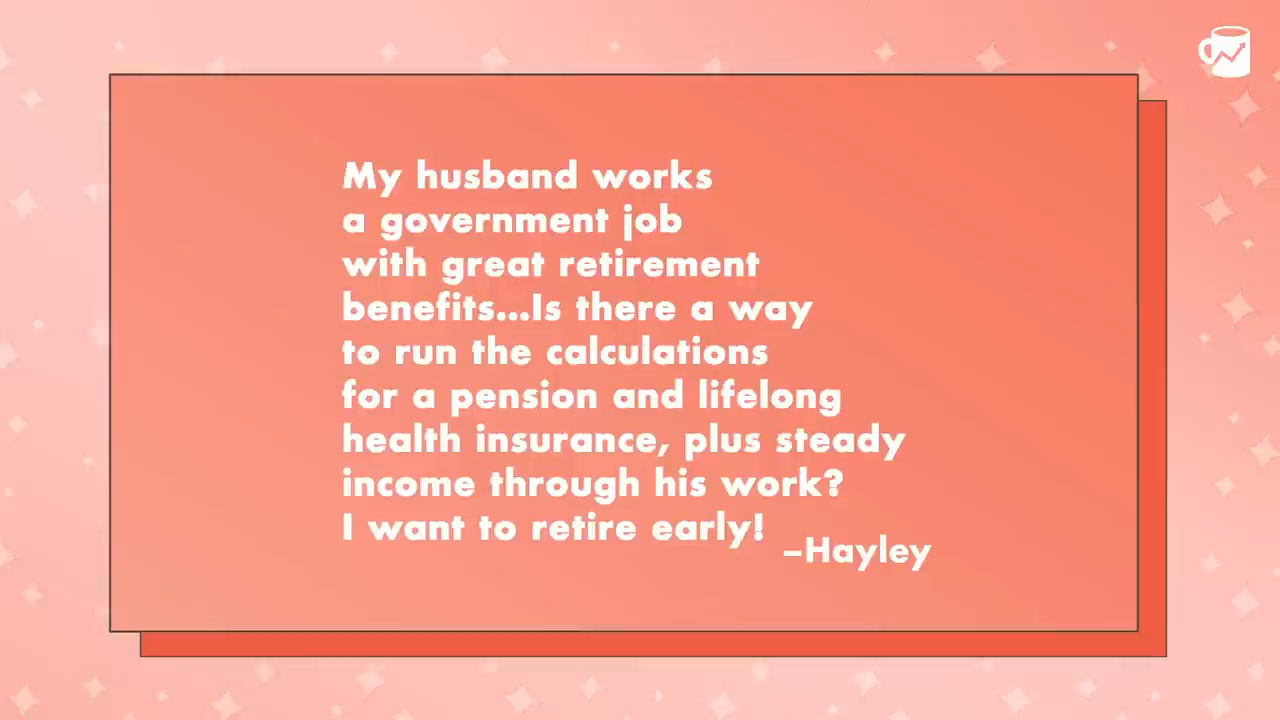 My husband works
a government job
with great retirement
benefits...Is there a way
to run the calculations
for a pension and lifelong
health insurance, plus steady
income through his work?
I want to retire early!
–Hayley